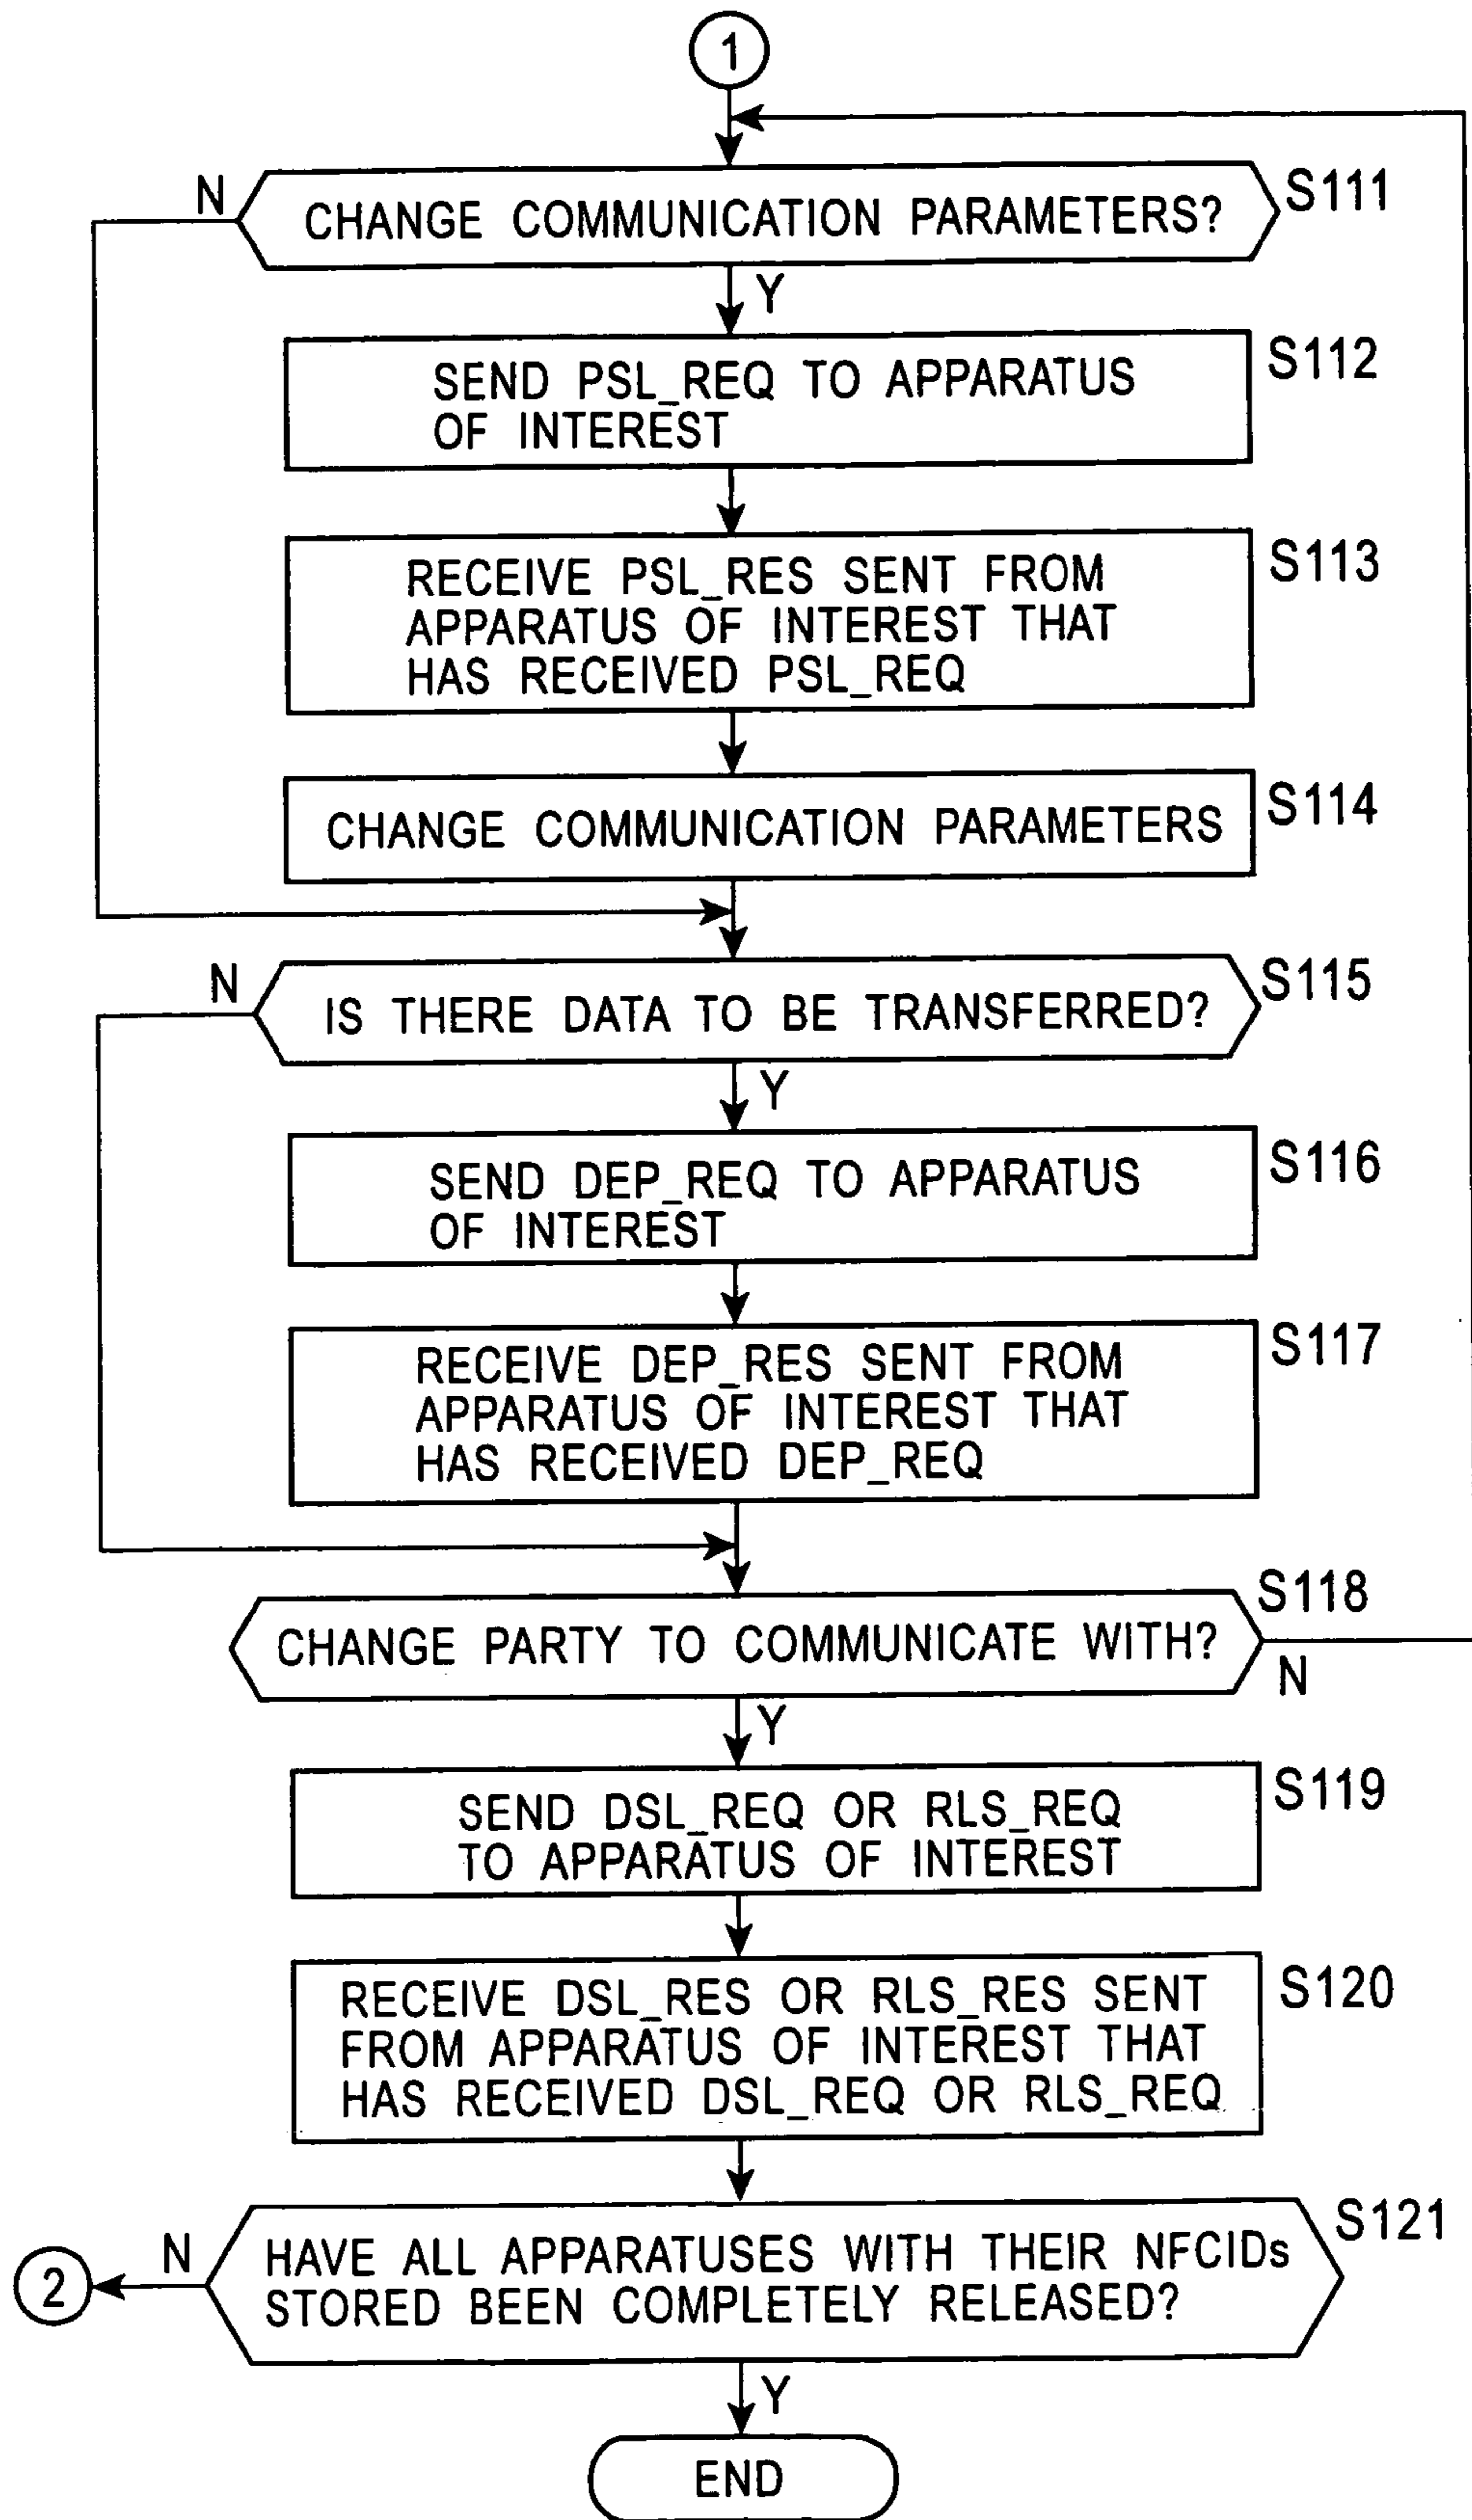 1
N
CHANGE COMMUNICATION PARAMETERS?
S111
Y
SEND PSL_REQ TO APPARATUS
OF INTEREST
S112
RECEIVE PSL_RES SENT FROM
APPARATUS OF INTEREST THAT
HAS RECEIVED PSL_REQ
S113
CHANGE COMMUNICATION PARAMETERS
S114
N
IS THERE DATA TO BE TRANSFERRED?
S115
Y
SEND DEP_REQ TO APPARATUS
OF INTEREST
S116
RECEIVE DEP_RES SENT FROM
APPARATUS OF INTEREST THAT
HAS RECEIVED DEP_REQ
S117
CHANGE PARTY TO COMMUNICATE WITH?
S118
N
Y
SEND DSL_REQ OR RLS_REQ
TO APPARATUS OF INTEREST
S119
RECEIVE DSL_RES OR RLS_RES SENT
FROM APPARATUS OF INTEREST THAT
HAS RECEIVED DSL_REQ OR RLS_REQ
S120
2
N
HAVE ALL APPARATUSES WITH THEIR NFCIDs
STORED BEEN COMPLETELY RELEASED?
S121
Y
END